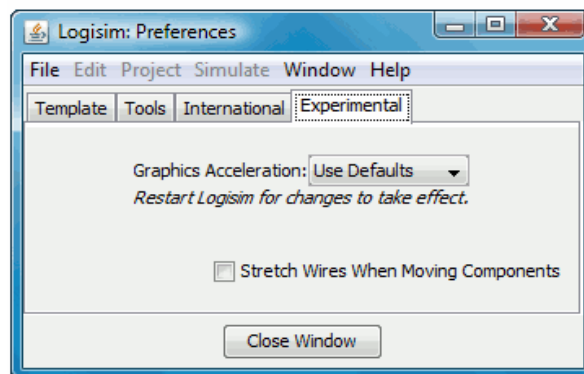 Logisim: Preferences
File Edit Project Simulate Window Help
Template Tools International Experimental
Graphics Acceleration: Use Defaults
Restart Logisim for changes to take effect.
Stretch Wires When Moving Components
Close Window